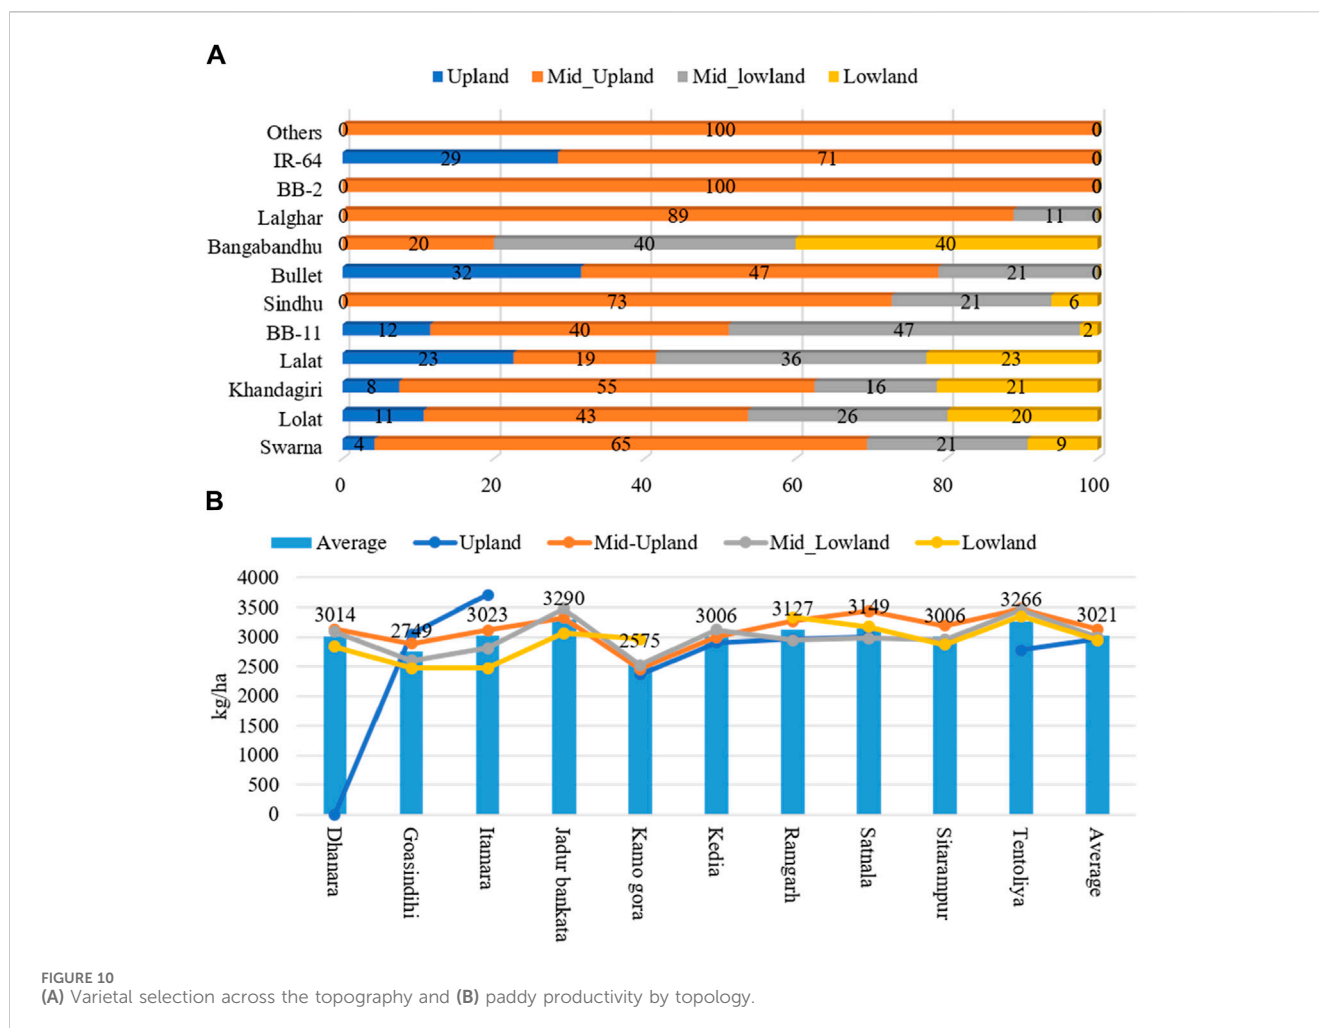 A
Upland Mid_Upland Mid_lowland Lowland
Others 0 100 0
IR-64 29 71 0
BB-2 0 100 0
Lalghar 0 89 11 0
Bangabandhu 0 20 40 40
Bullet 32 47 21 0
Sindhu 0 73 21 6
BB-11 12 40 47 2
Lalat 23 19 36 23
Khandagiri 8 55 16 21
Lolat 11 43 26 20
Swarna 4 65 21 9
0 20 40 60 80 100
B
Average Upland Mid-Upland Mid_Lowland Lowland
kg/ha
4000
3500
3000
2500
2000
1500
1000
500
0
3014 2749 3023 3290 2575 3006 3127 3149 3006 3266 3021
Dhanara
Goasindihi
Itamara
Jadur bankata
Kamo gora
Kedia
Ramgarh
Satnala
Sitarampur
Tentoliya
Average
FIGURE 10
(A) Varietal selection across the topography and (B) paddy productivity by topology.